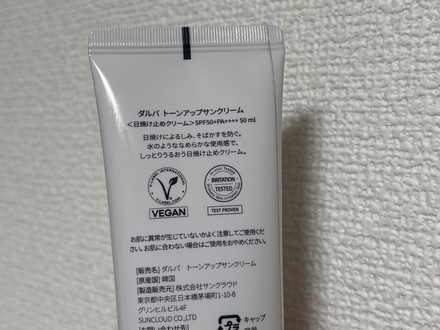 ダルバ トーンアップサンクリーム
＜日焼け止めクリーム＞SPF50+PA++++ 50 ml
日焼けによるしみ、そばかすを防ぐ。
水のようななめらかな使用感で、
しっとりうるおう日焼け止めクリーム。
V-LABEL INTERNATIONAL
V-LABEL.COM
VEGAN
IRRITATION
TESTED
TEST PROVEN
お肌に異常が生じていないかよく注意してご使用くだ
さい。お肌に合わない場合はご使用をおやめください。
[販売名] ダルバ トーンアップサンクリーム
[原産国] 韓国
[製造販売元] 株式会社サンクラウド
東京都中央区日本橋茅場町1-10-8
グリンヒルビル4F
SUNCLOUD CO.,LTD
キャップ
プラ